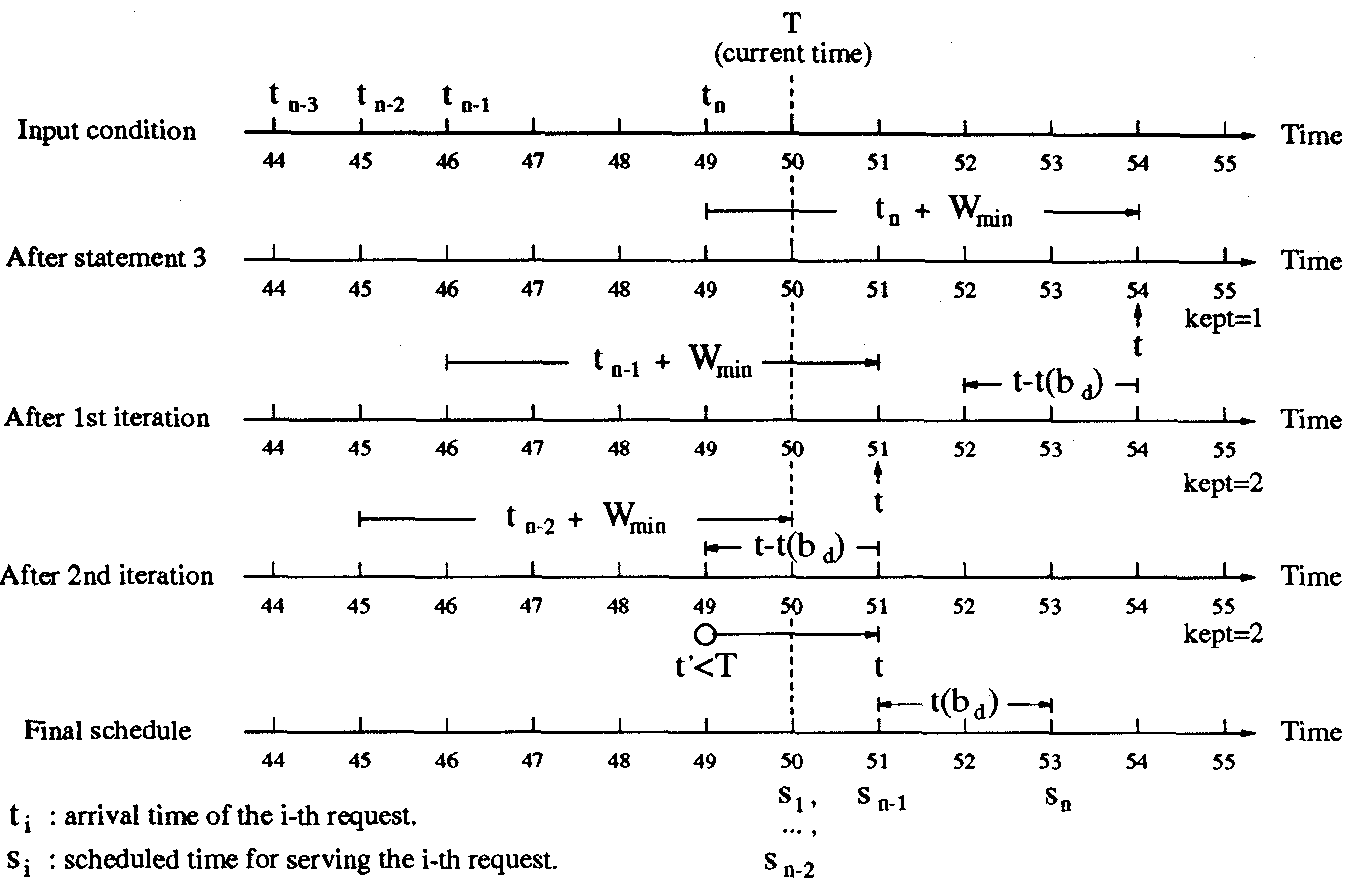 T
(current time)
t n-3 t n-2 t n-1 t n
Input condition Time
44 45 46 47 48 49 50 51 52 53 54 55
t n + W min
After statement 3 Time
44 45 46 47 48 49 50 51 52 53 54 55
kept=1
t
t n-1 + W min
t-t(b d)
After 1st iteration Time
44 45 46 47 48 49 50 51 52 53 54 55
kept=2
t
t n-2 + W min
t-t(b d)
After 2nd iteration Time
44 45 46 47 48 49 50 51 52 53 54 55
kept=2
t'<T t
t(b d)
Final schedule Time
44 45 46 47 48 49 50 51 52 53 54 55
s 1, s n-1 s n
... ,
s n-2
t i : arrival time of the i-th request.
s i : scheduled time for serving the i-th request.